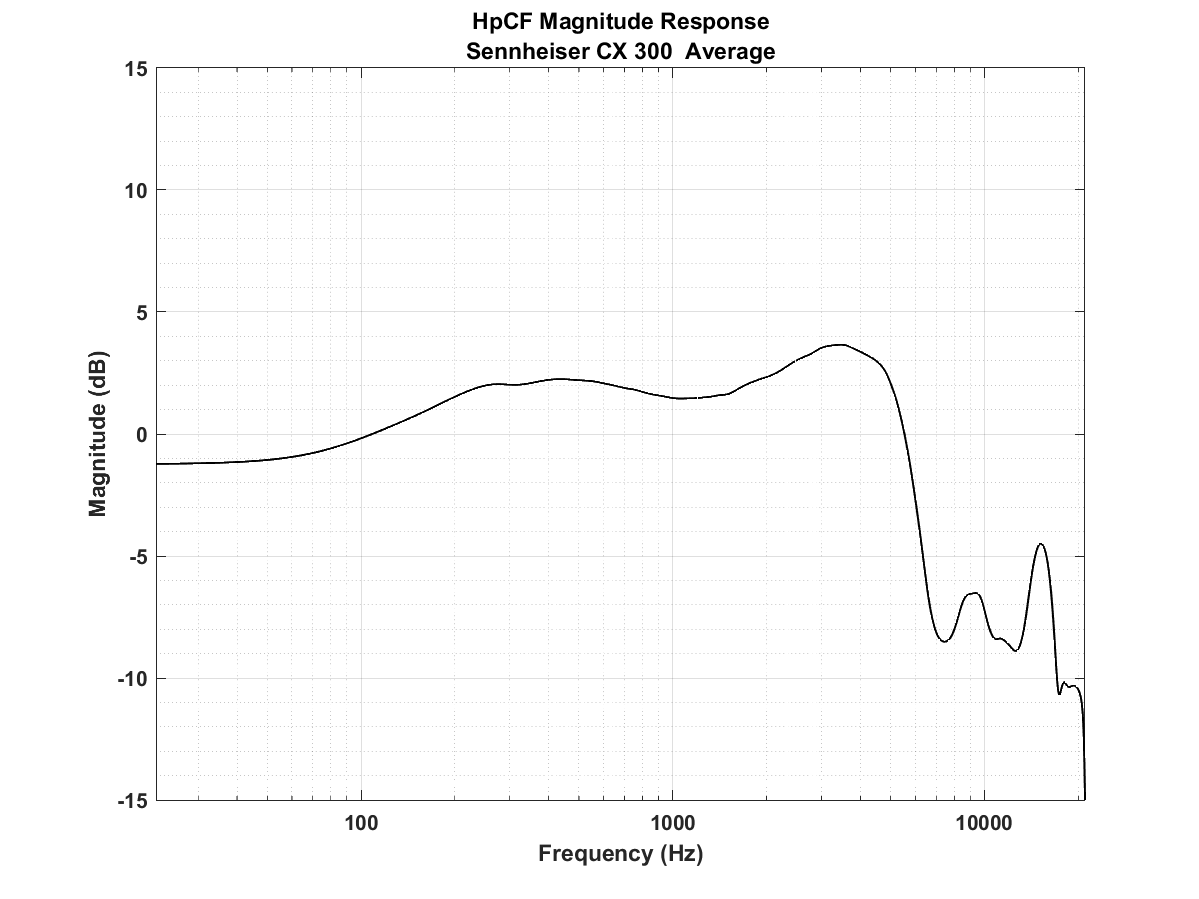 HpCF Magnitude Response
Sennheiser CX 300  Average
15
10
5
0
-5
-10
-15
Magnitude (dB)
100
1000
10000
Frequency (Hz)